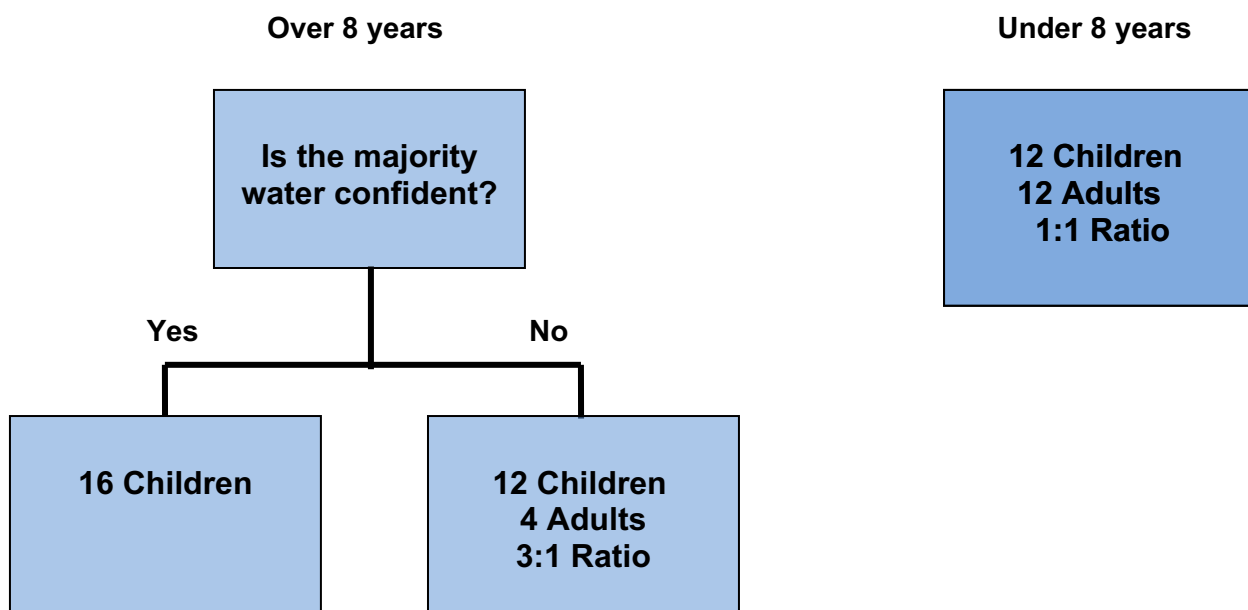 Over 8 years
Under 8 years
Is the majority
water confident?
12 Children
12 Adults
1:1 Ratio
Yes
No
16 Children
12 Children
4 Adults
3:1 Ratio